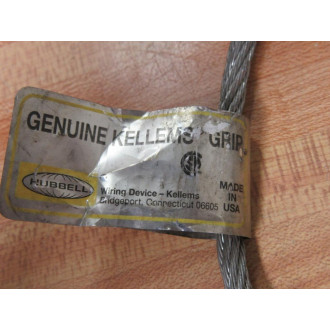 GENUINE KELLEMS GRIP
HUBBELL
Wiring Device – Kellems
Bridgeport, Connecticut 06605
MADE
IN
USA